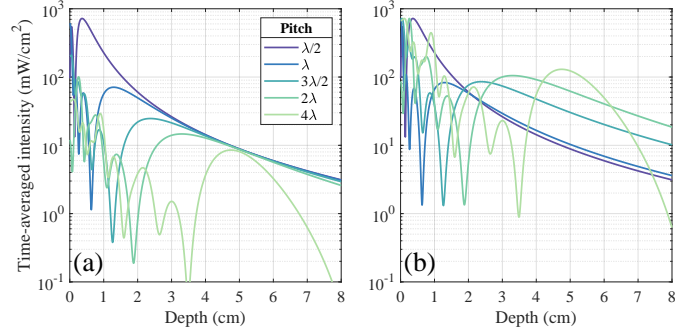 Time-averaged intensity (mW/cm²)
10³
10²
10¹
10⁰
10⁻¹
0 1 2 3 4 5 6 7 8
Depth (cm)
(a)
Pitch
λ/2
λ
3λ/2
2λ
4λ
10³
10²
10¹
10⁰
10⁻¹
0 1 2 3 4 5 6 7 8
Depth (cm)
(b)